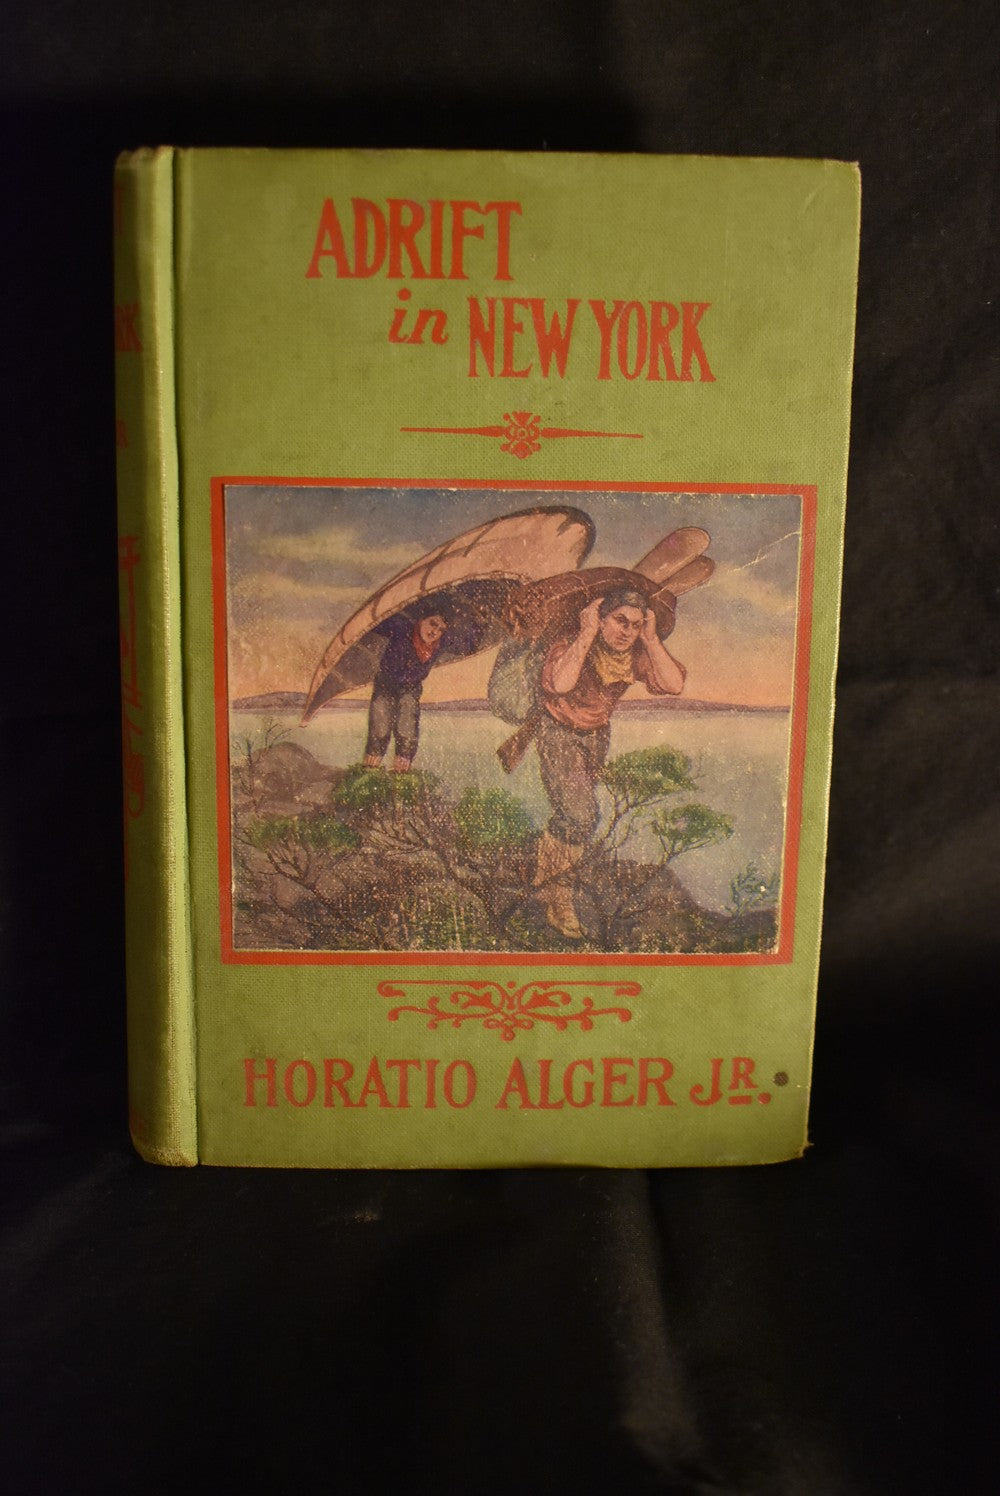 ADRIFT
in NEW YORK
HORATIO ALGER JR.